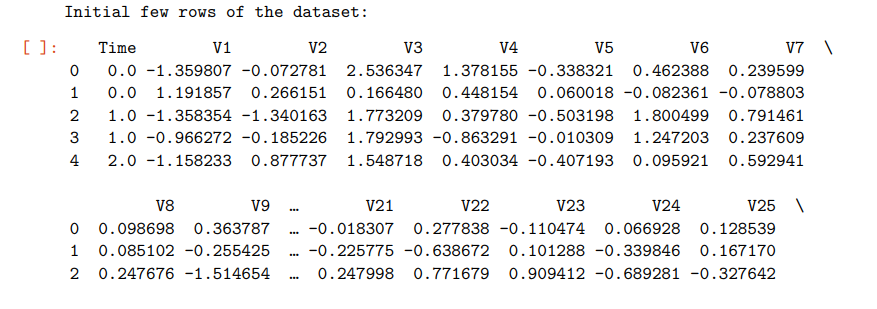 Initial few rows of the dataset:
[ ]: Time V1 V2 V3 V4 V5 V6 V7 \
0 0.0 -1.359807 -0.072781 2.536347 1.378155 -0.338321 0.462388 0.239599
1 0.0 1.191857 0.266151 0.166480 0.448154 0.060018 -0.082361 -0.078803
2 1.0 -1.358354 -1.340163 1.773209 0.379780 -0.503198 1.800499 0.791461
3 1.0 -0.966272 -0.185226 1.792993 -0.863291 -0.010309 1.247203 0.237609
4 2.0 -1.158233 0.877737 1.548718 0.403034 -0.407193 0.095921 0.592941
V8 V9 … V21 V22 V23 V24 V25 \
0 0.098698 0.363787 … -0.018307 0.277838 -0.110474 0.066928 0.128539
1 0.085102 -0.255425 … -0.225775 -0.638672 0.101288 -0.339846 0.167170
2 0.247676 -1.514654 … 0.247998 0.771679 0.909412 -0.689281 -0.327642